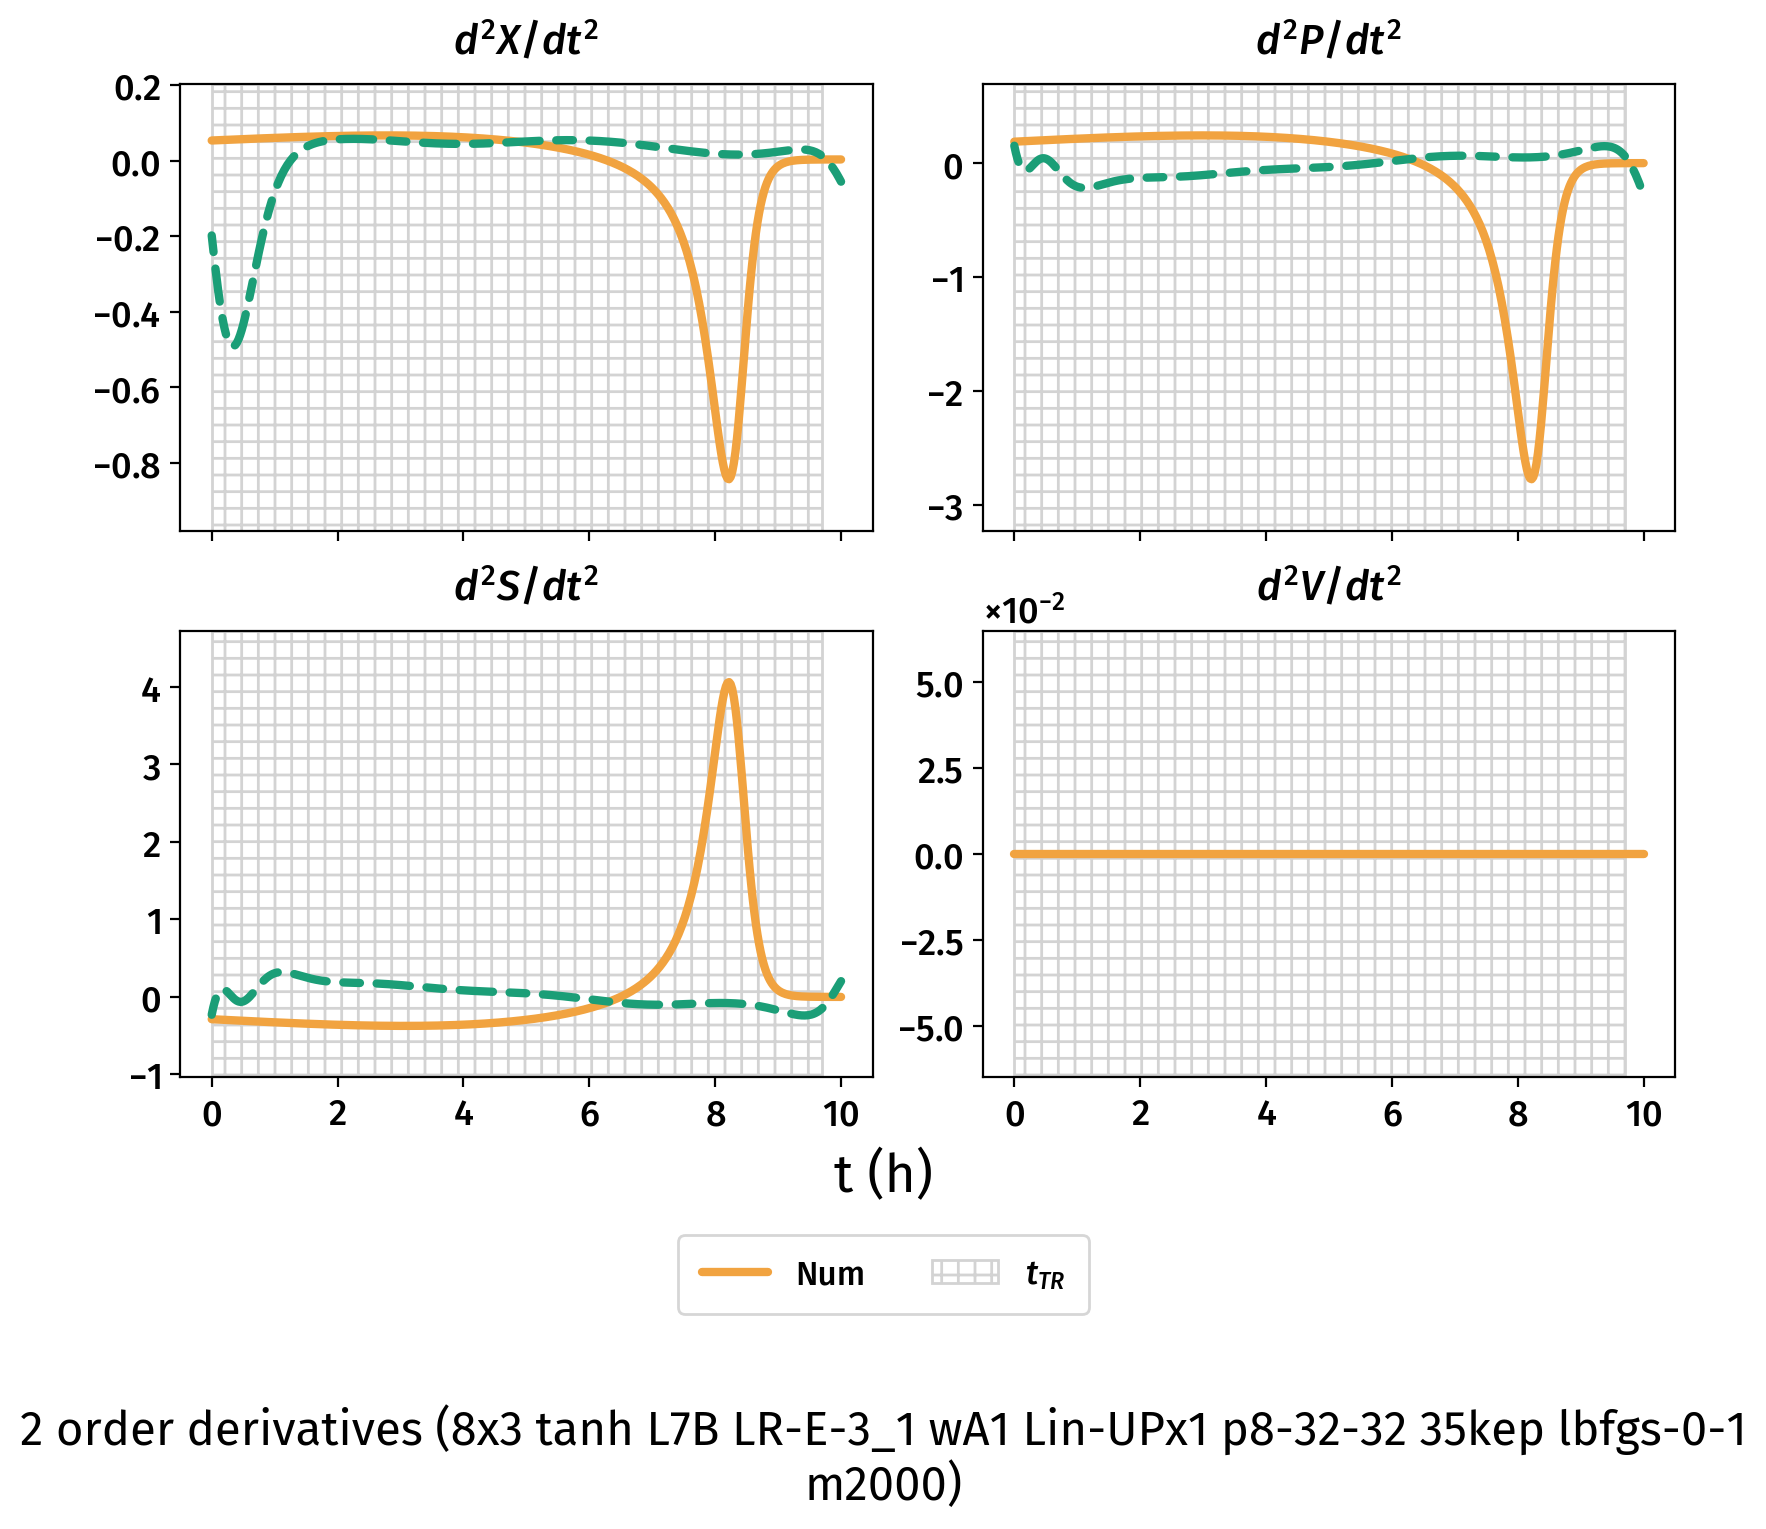 d²X/dt²
d²P/dt²
0.2
0.0
−0.2
−0.4
−0.6
−0.8
0
−1
−2
−3
d²S/dt²
d²V/dt²
×10⁻²
4
3
2
1
0
−1
5.0
2.5
0.0
−2.5
−5.0
0 2 4 6 8 10
0 2 4 6 8 10
t (h)
Num
t_TR
2 order derivatives (8x3 tanh L7B LR-E-3_1 wA1 Lin-UPx1 p8-32-32 35kep lbfgs-0-1
m2000)